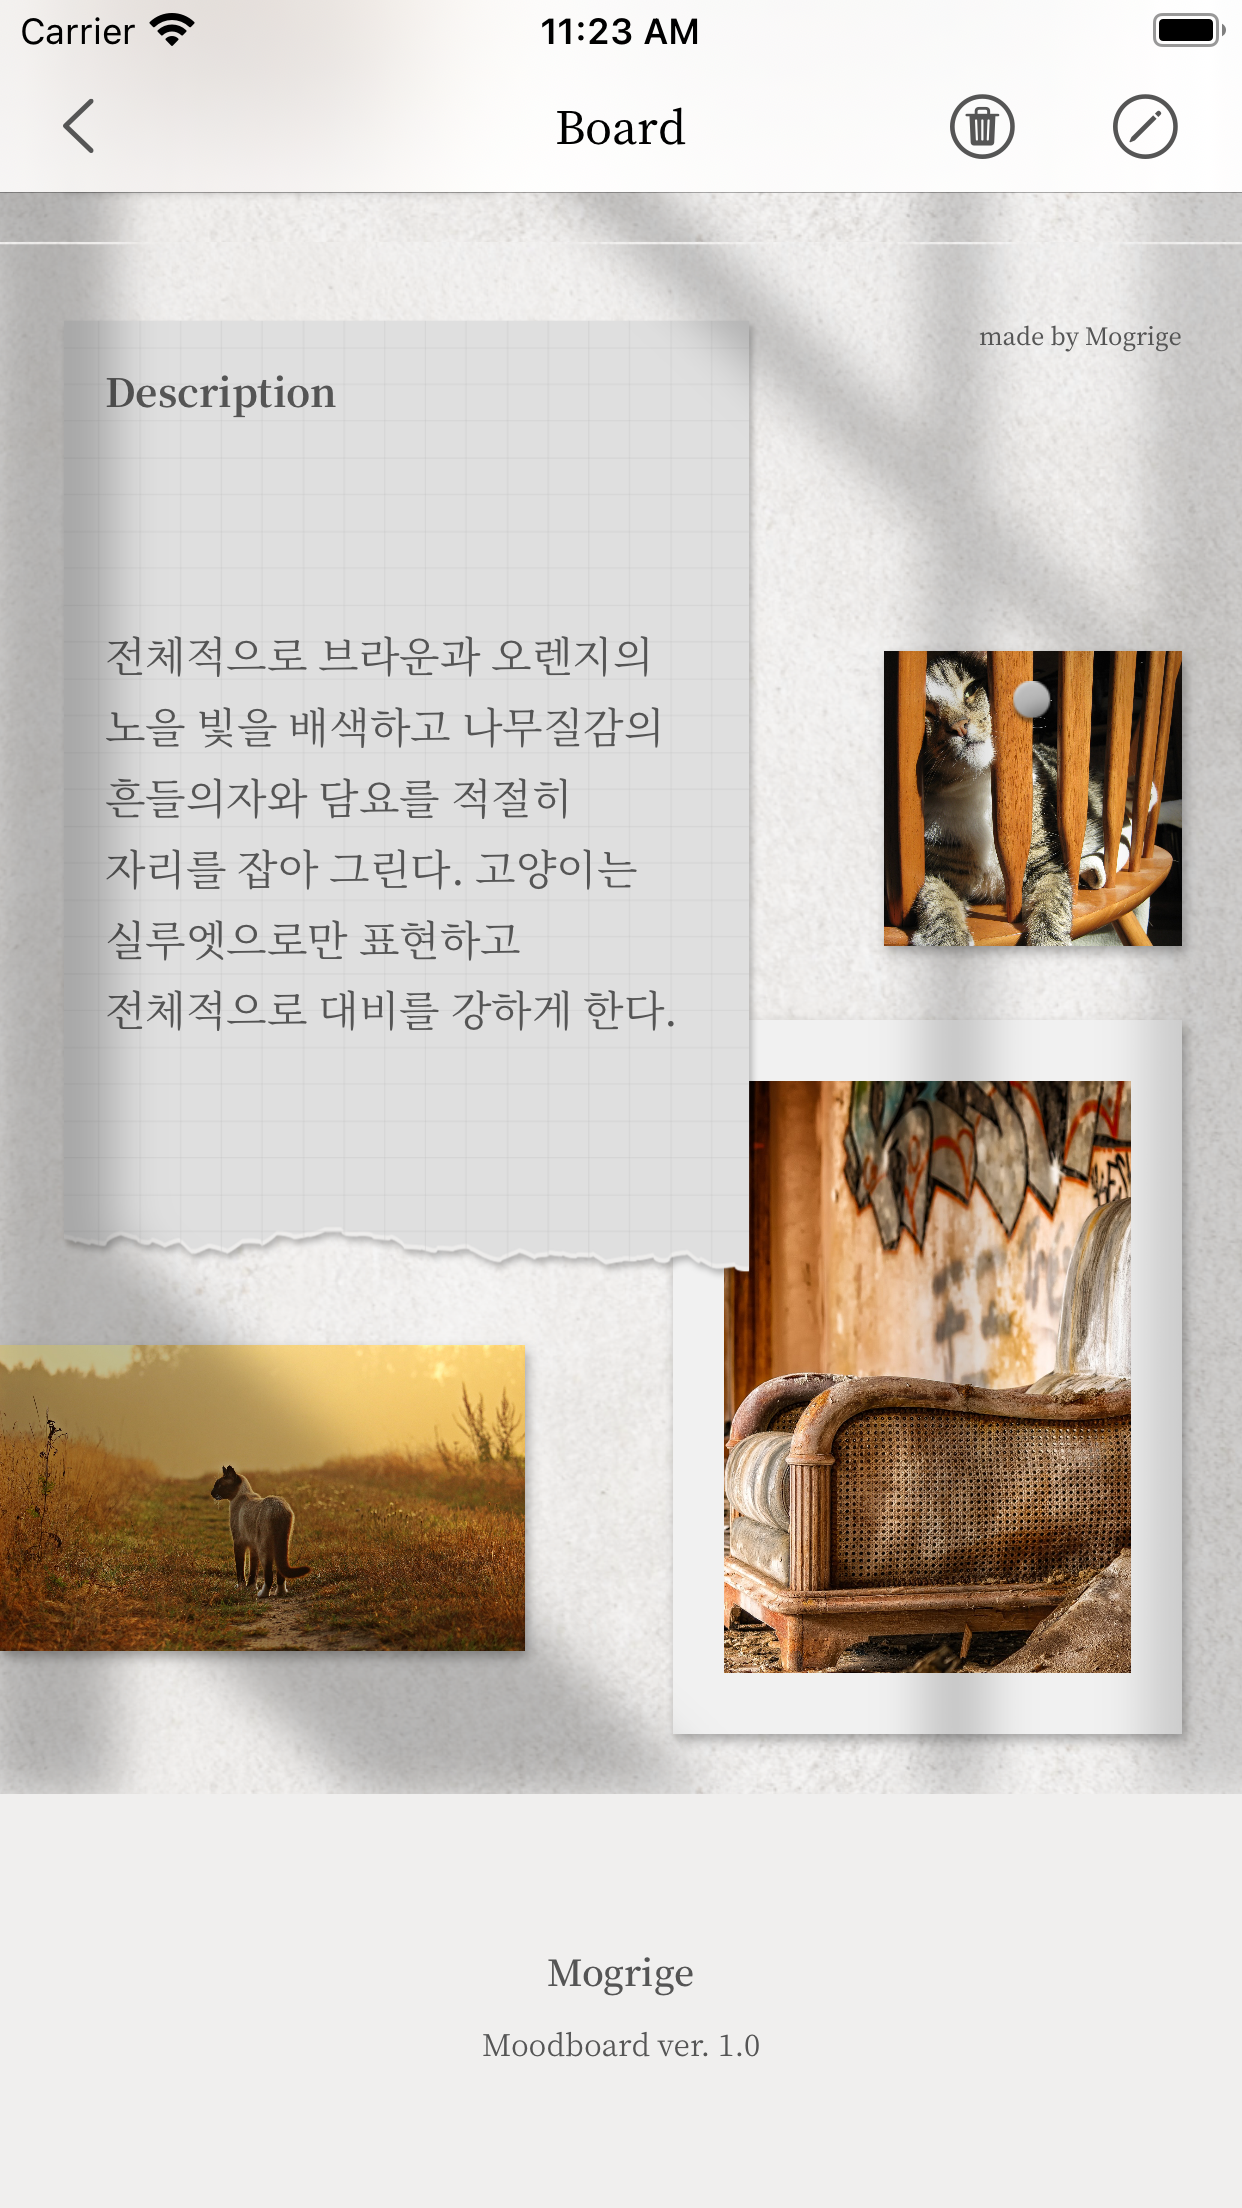 Carrier 11:23 AM
Board
made by Mogrige
Description
전체적으로 브라운과 오렌지의
노을 빛을 배색하고 나무질감의
흔들의자와 담요를 적절히
자리를 잡아 그린다. 고양이는
실루엣으로만 표현하고
전체적으로 대비를 강하게 한다.
Mogrige
Moodboard ver. 1.0